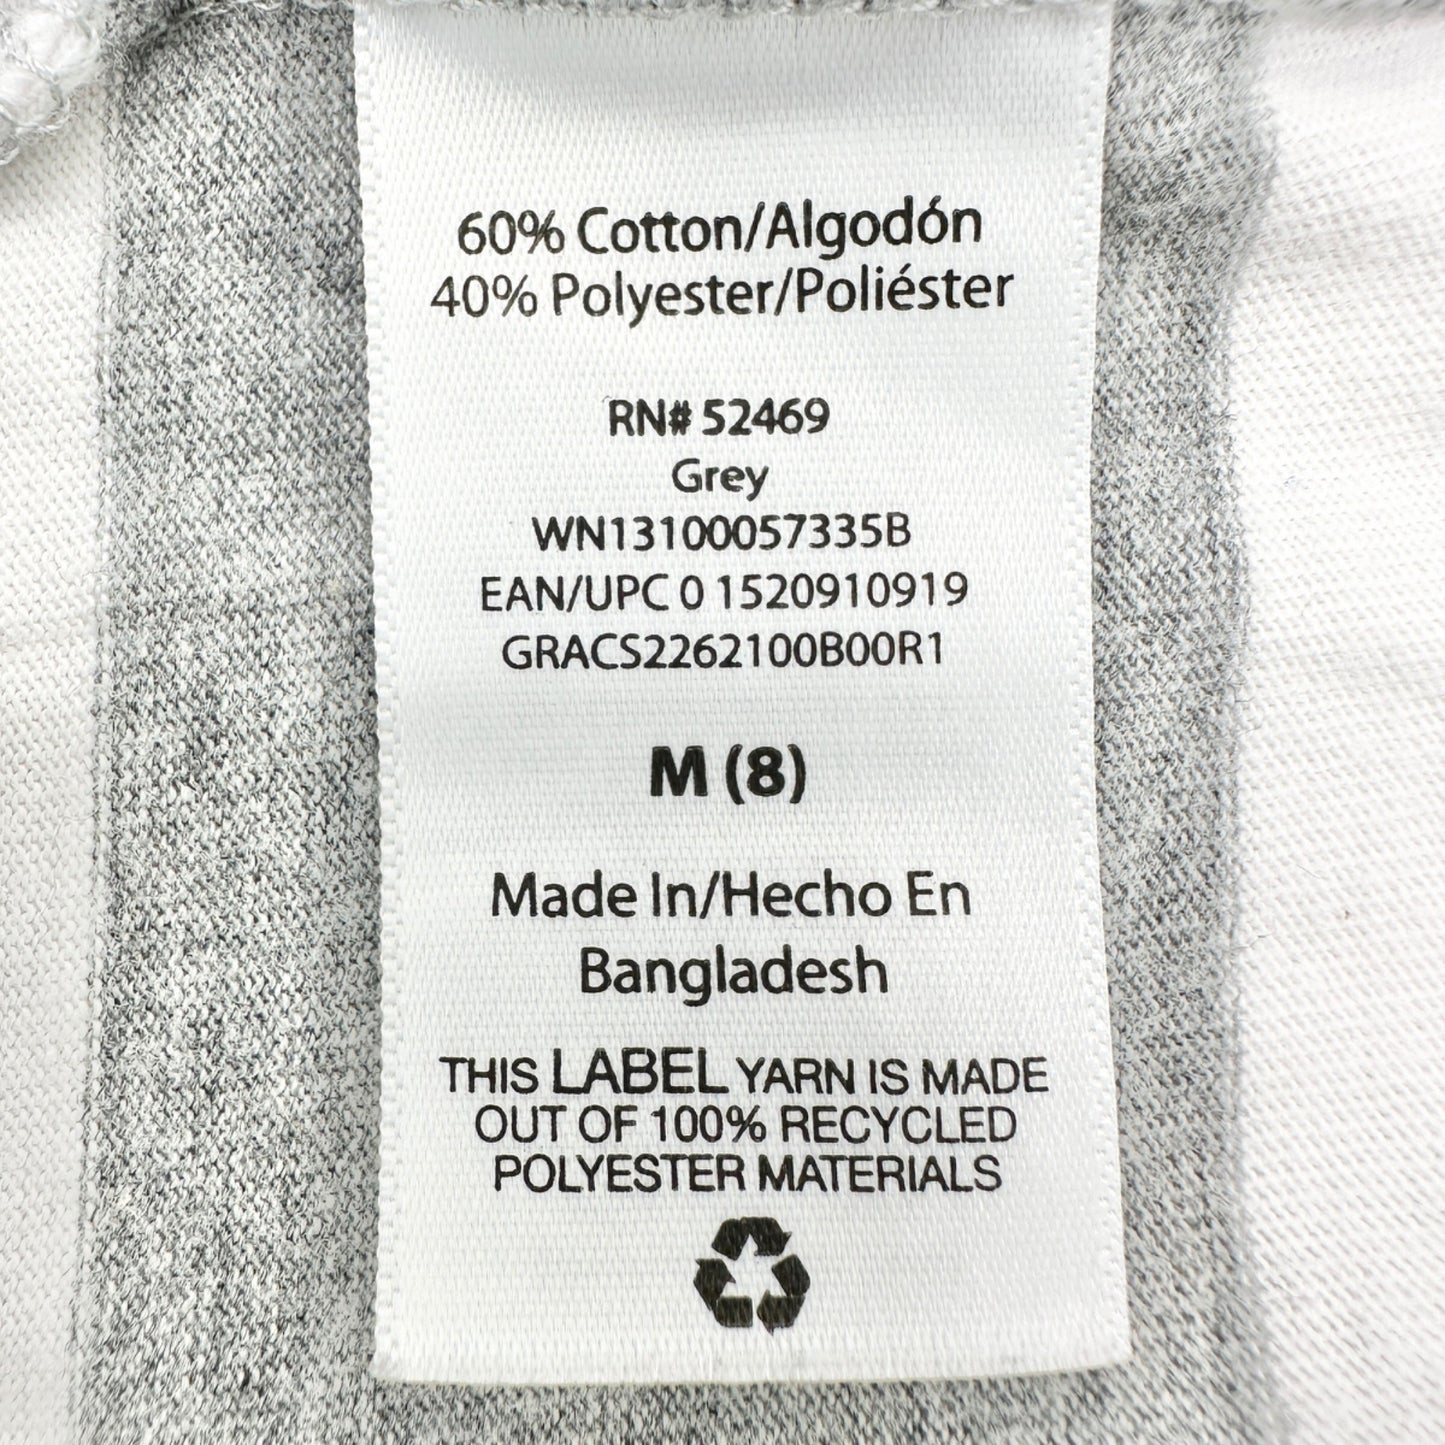 60% Cotton/Algodón
40% Polyester/Poliéster
RN# 52469
Grey
WN13100057335B
EAN/UPC 0 1520910919
GRACS2262100B00R1
M (8)
Made In/Hecho En
Bangladesh
THIS LABEL YARN IS MADE
OUT OF 100% RECYCLED
POLYESTER MATERIALS